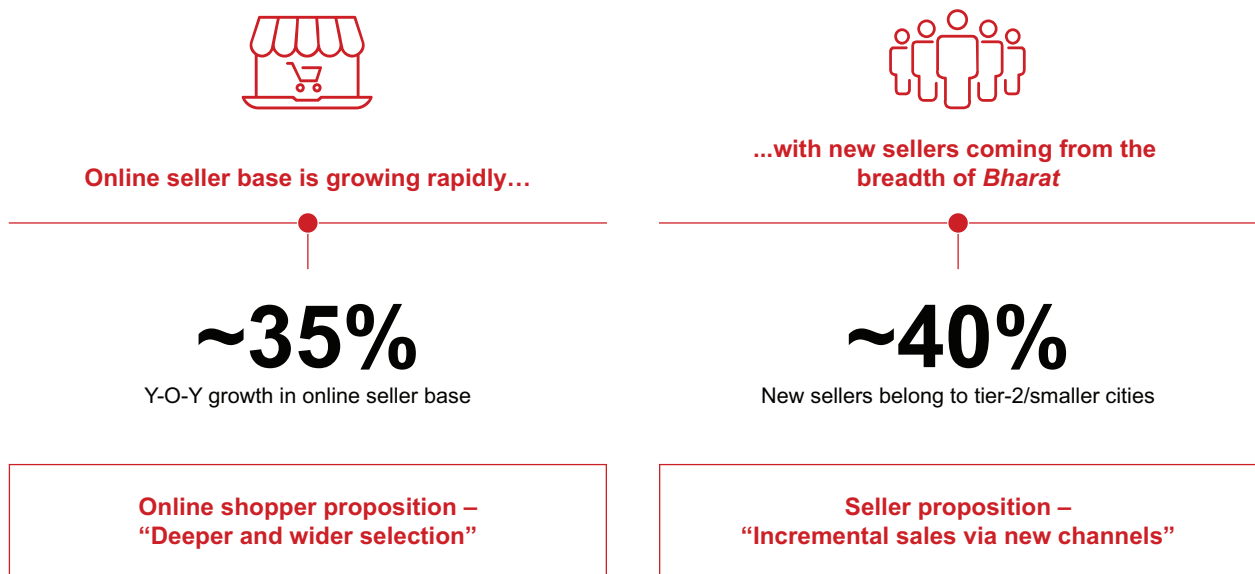 Online seller base is growing rapidly…
~35%
Y-O-Y growth in online seller base
Online shopper proposition –
“Deeper and wider selection”
...with new sellers coming from the
breadth of Bharat
~40%
New sellers belong to tier-2/smaller cities
Seller proposition –
“Incremental sales via new channels”